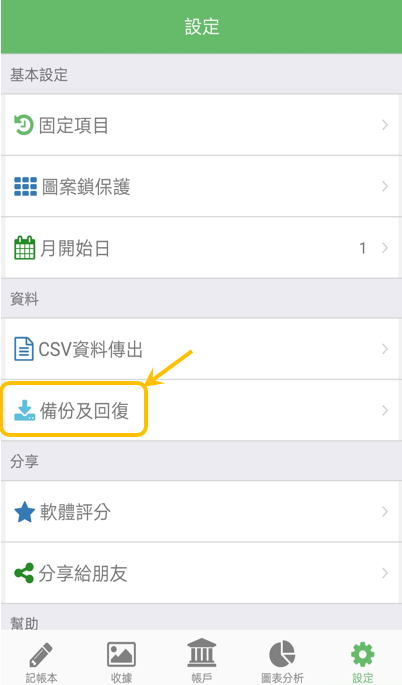 設定
基本設定
固定項目
圖案鎖保護
月開始日 1
資料
CSV資料傳出
備份及回復
分享
軟體評分
分享給朋友
幫助
記帳本 收據 帳戶 圖表分析 設定